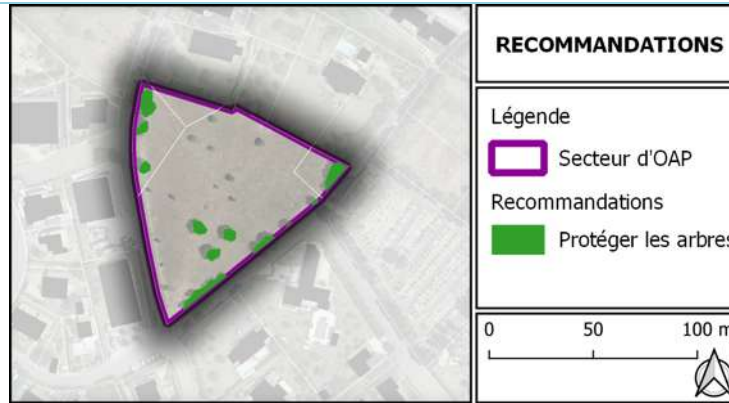 RECOMMANDATIONS
Légende
Secteur d'OAP
Recommandations
Protéger les arbres
0 50 100 m